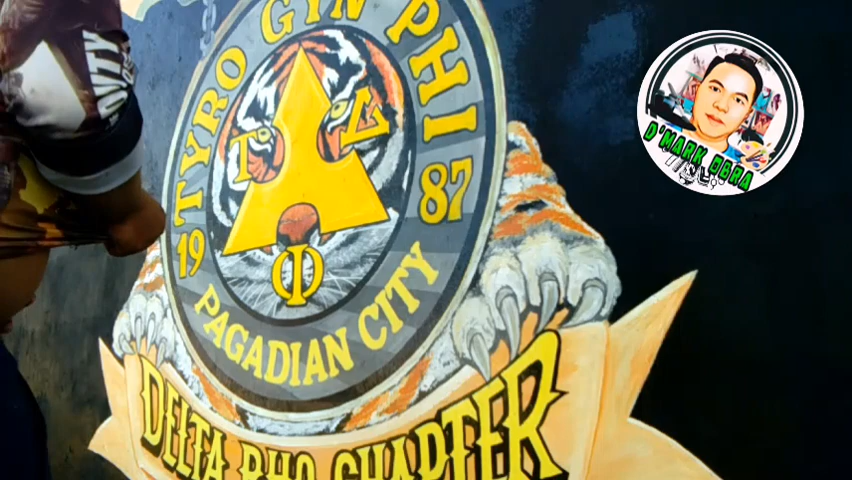 TYRO GYN PHI
19 87
Τ Δ
Φ
PAGADIAN CITY
DELTA RHO CHAPTER
D'MARK OBRA